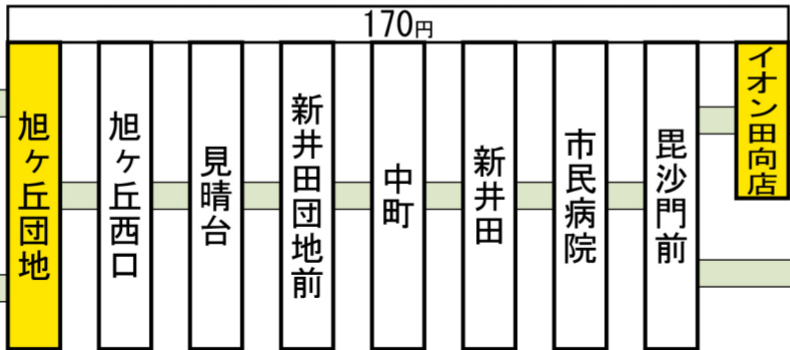 170円
旭ヶ丘団地
旭ヶ丘西口
見晴台
新井田団地前
中町
新井田
市民病院
毘沙門前
イオン田向店